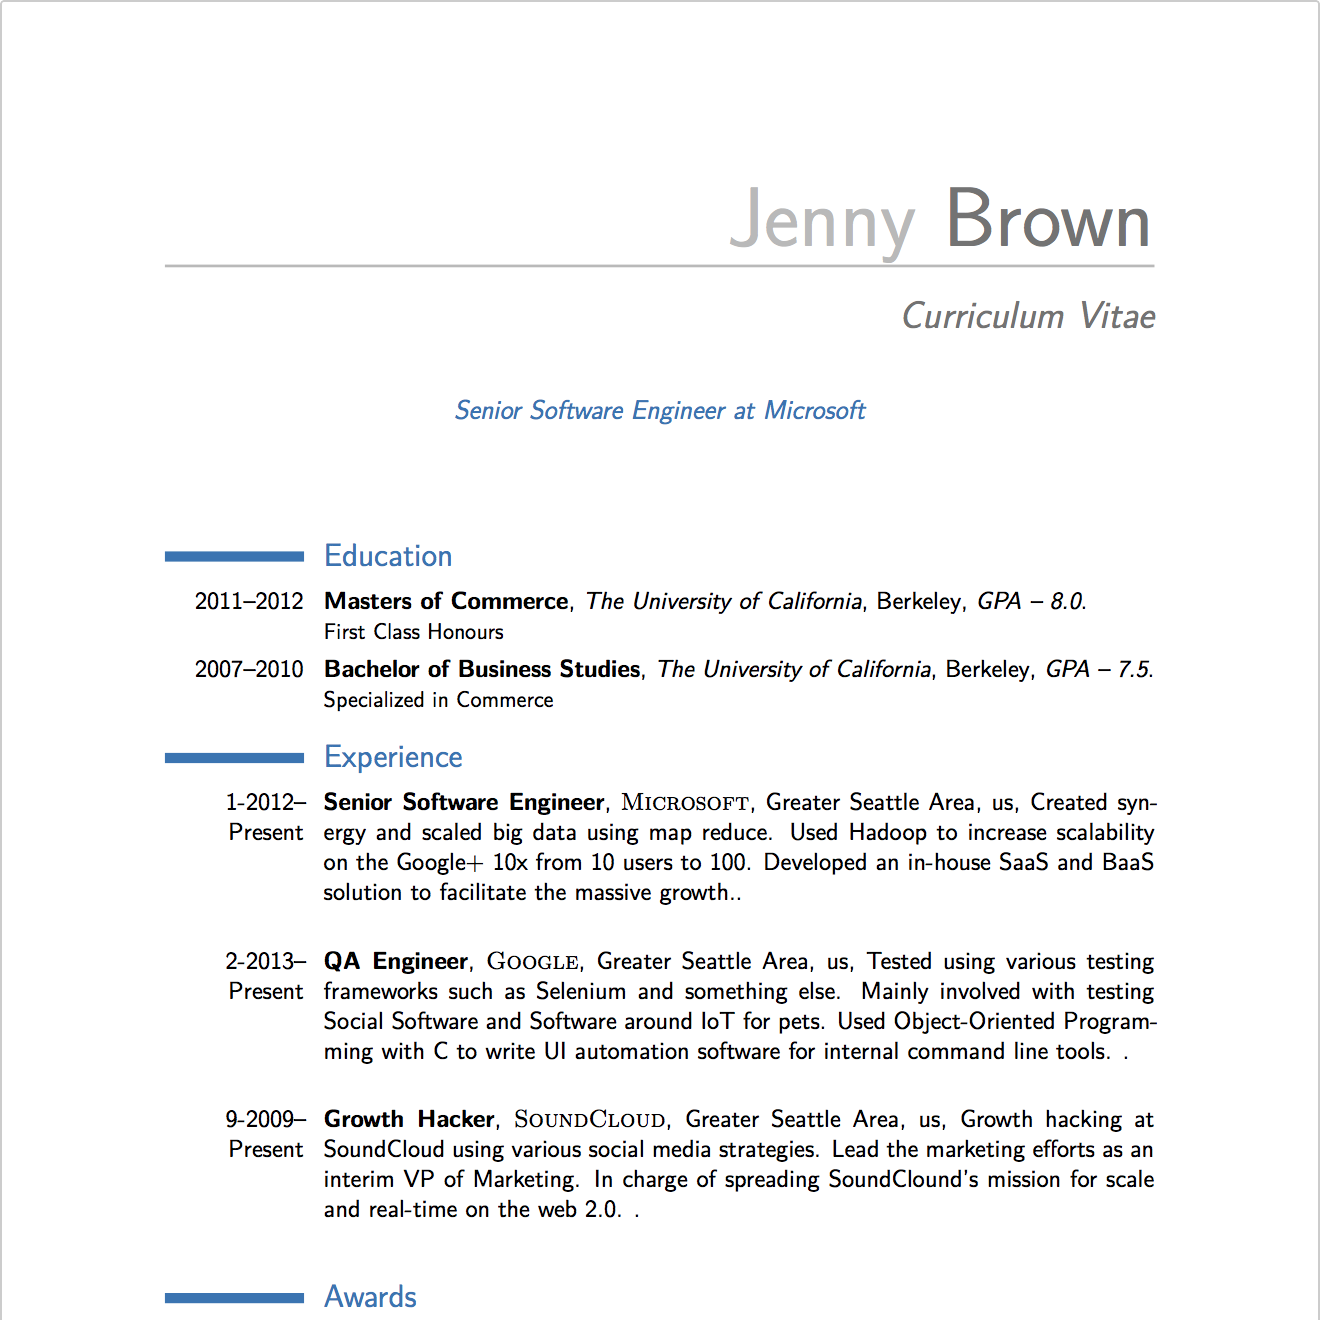 Jenny Brown
Curriculum Vitae
Senior Software Engineer at Microsoft
Education
2011–2012 Masters of Commerce, The University of California, Berkeley, GPA – 8.0.
First Class Honours
2007–2010 Bachelor of Business Studies, The University of California, Berkeley, GPA – 7.5.
Specialized in Commerce
Experience
1-2012– Senior Software Engineer, Microsoft, Greater Seattle Area, us, Created syn-
Present ergy and scaled big data using map reduce. Used Hadoop to increase scalability
on the Google+ 10x from 10 users to 100. Developed an in-house SaaS and BaaS
solution to facilitate the massive growth..
2-2013– QA Engineer, Google, Greater Seattle Area, us, Tested using various testing
Present frameworks such as Selenium and something else. Mainly involved with testing
Social Software and Software around IoT for pets. Used Object-Oriented Program-
ming with C to write UI automation software for internal command line tools. .
9-2009– Growth Hacker, SoundCloud, Greater Seattle Area, us, Growth hacking at
Present SoundCloud using various social media strategies. Lead the marketing efforts as an
interim VP of Marketing. In charge of spreading SoundClound's mission for scale
and real-time on the web 2.0. .
Awards